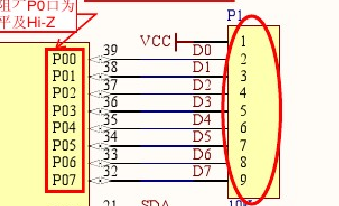 P0口为
平及Hi-Z
P1
VCC
1
P00 39 D0 2
P01 38 D1 3
P02 37 D2 4
P03 36 D3 5
P04 35 D4 6
P05 34 D5 7
P06 33 D6 8
P07 32 D7 9
21 SDA